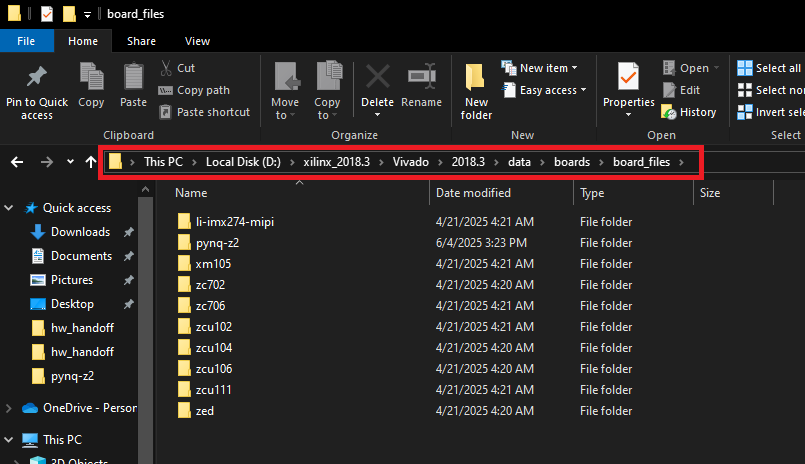 board_files
File Home Share View
Pin to Quick access
Copy
Paste
Cut
Copy path
Paste shortcut
Clipboard
Move to
Copy to
Delete
Rename
Organize
New folder
New item
Easy access
New
Properties
Open
Edit
History
Open
Select all
Select non
Invert selec
Select
This PC > Local Disk (D:) > xilinx_2018.3 > Vivado > 2018.3 > data > boards > board_files >
Name Date modified Type Size
Quick access
Downloads
Documents
Pictures
Desktop
hw_handoff
hw_handoff
pynq-z2
OneDrive - Person
This PC
3D Objects
li-imx274-mipi 4/21/2025 4:21 AM File folder
pynq-z2 6/4/2025 3:23 PM File folder
xm105 4/21/2025 4:21 AM File folder
zc702 4/21/2025 4:20 AM File folder
zc706 4/21/2025 4:21 AM File folder
zcu102 4/21/2025 4:21 AM File folder
zcu104 4/21/2025 4:20 AM File folder
zcu106 4/21/2025 4:20 AM File folder
zcu111 4/21/2025 4:21 AM File folder
zed 4/21/2025 4:20 AM File folder